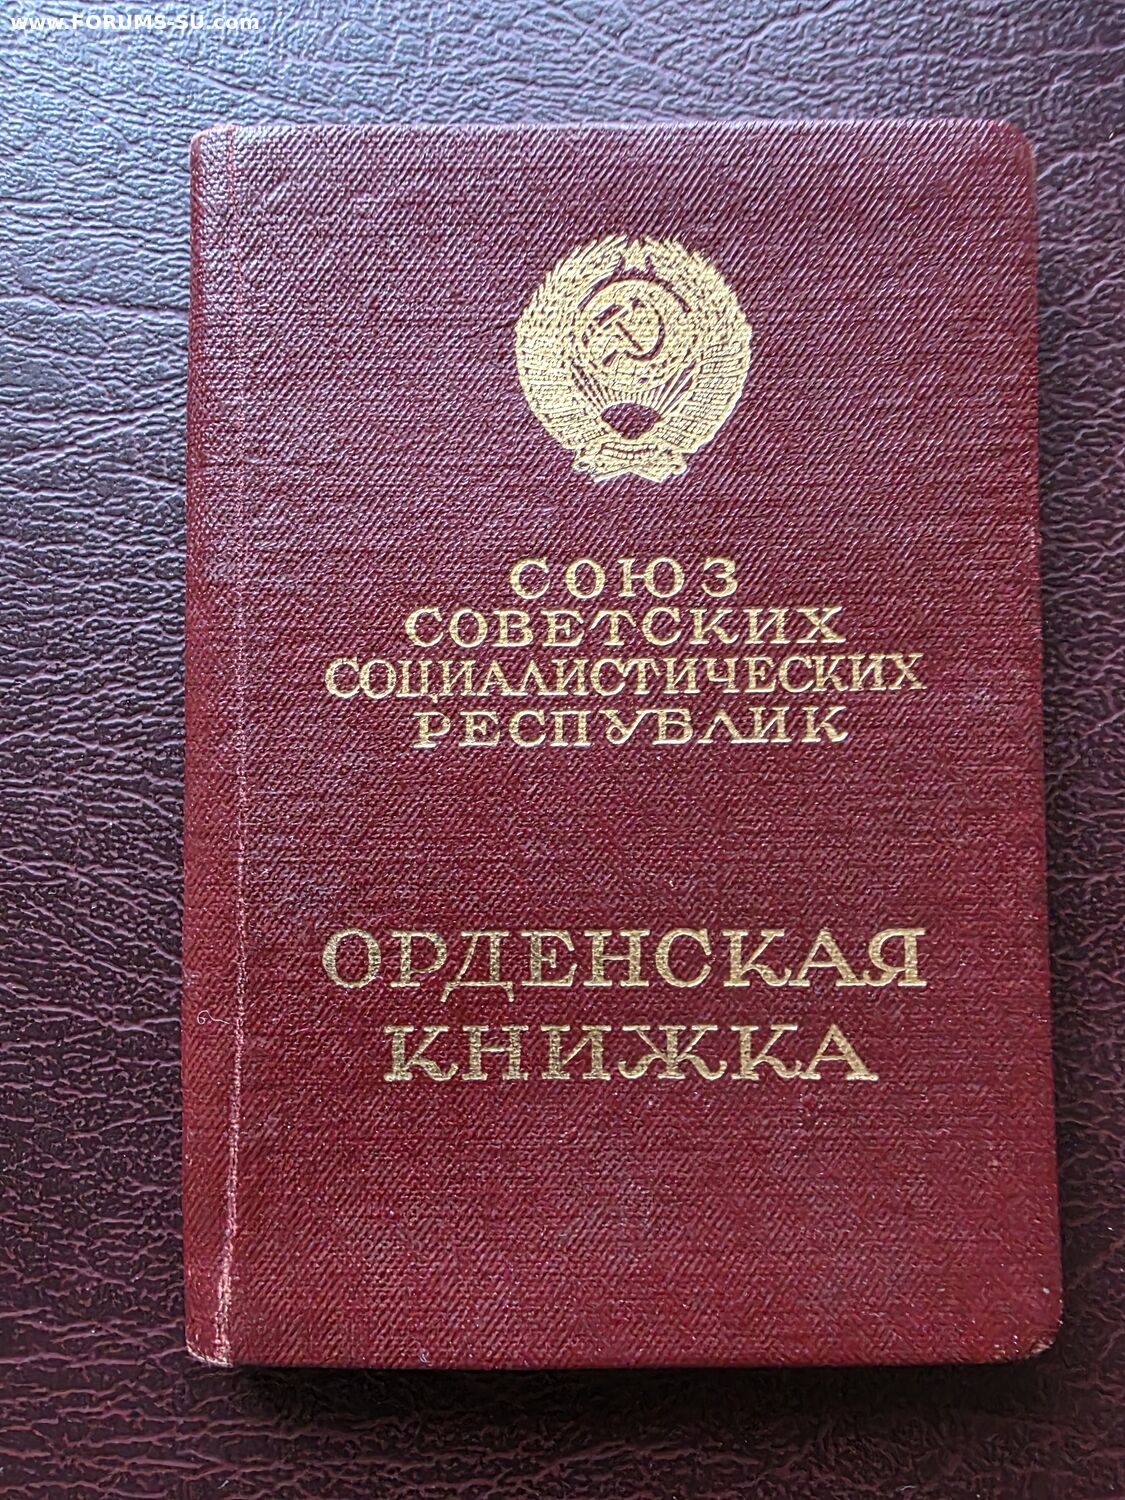 www.FORUMS-SU.com
СОЮЗ
СОВЕТСКИХ
СОЦИАЛИСТИЧЕСКИХ
РЕСПУБЛИК
ОРДЕНСКАЯ
КНИЖКА